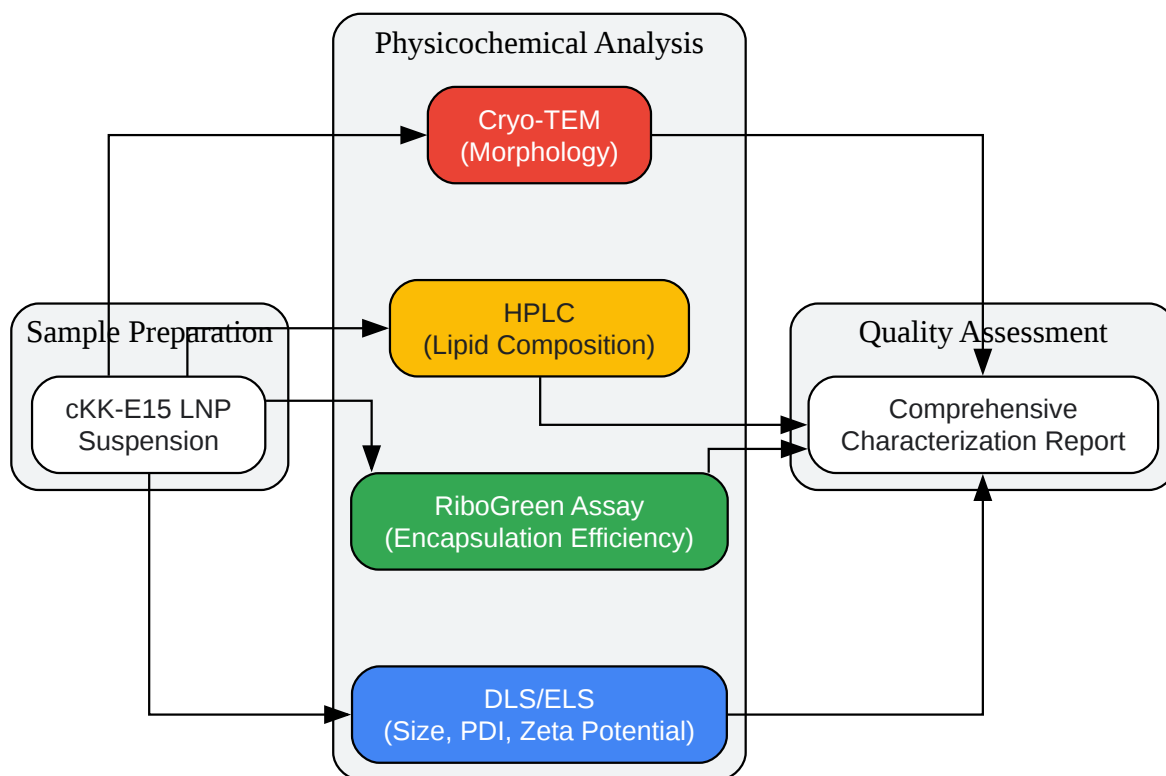 Physicochemical Analysis
Cryo-TEM
(Morphology)
HPLC
(Lipid Composition)
Sample Preparation
cKK-E15 LNP
Suspension
Quality Assessment
Comprehensive
Characterization Report
RiboGreen Assay
(Encapsulation Efficiency)
DLS/ELS
(Size, PDI, Zeta Potential)